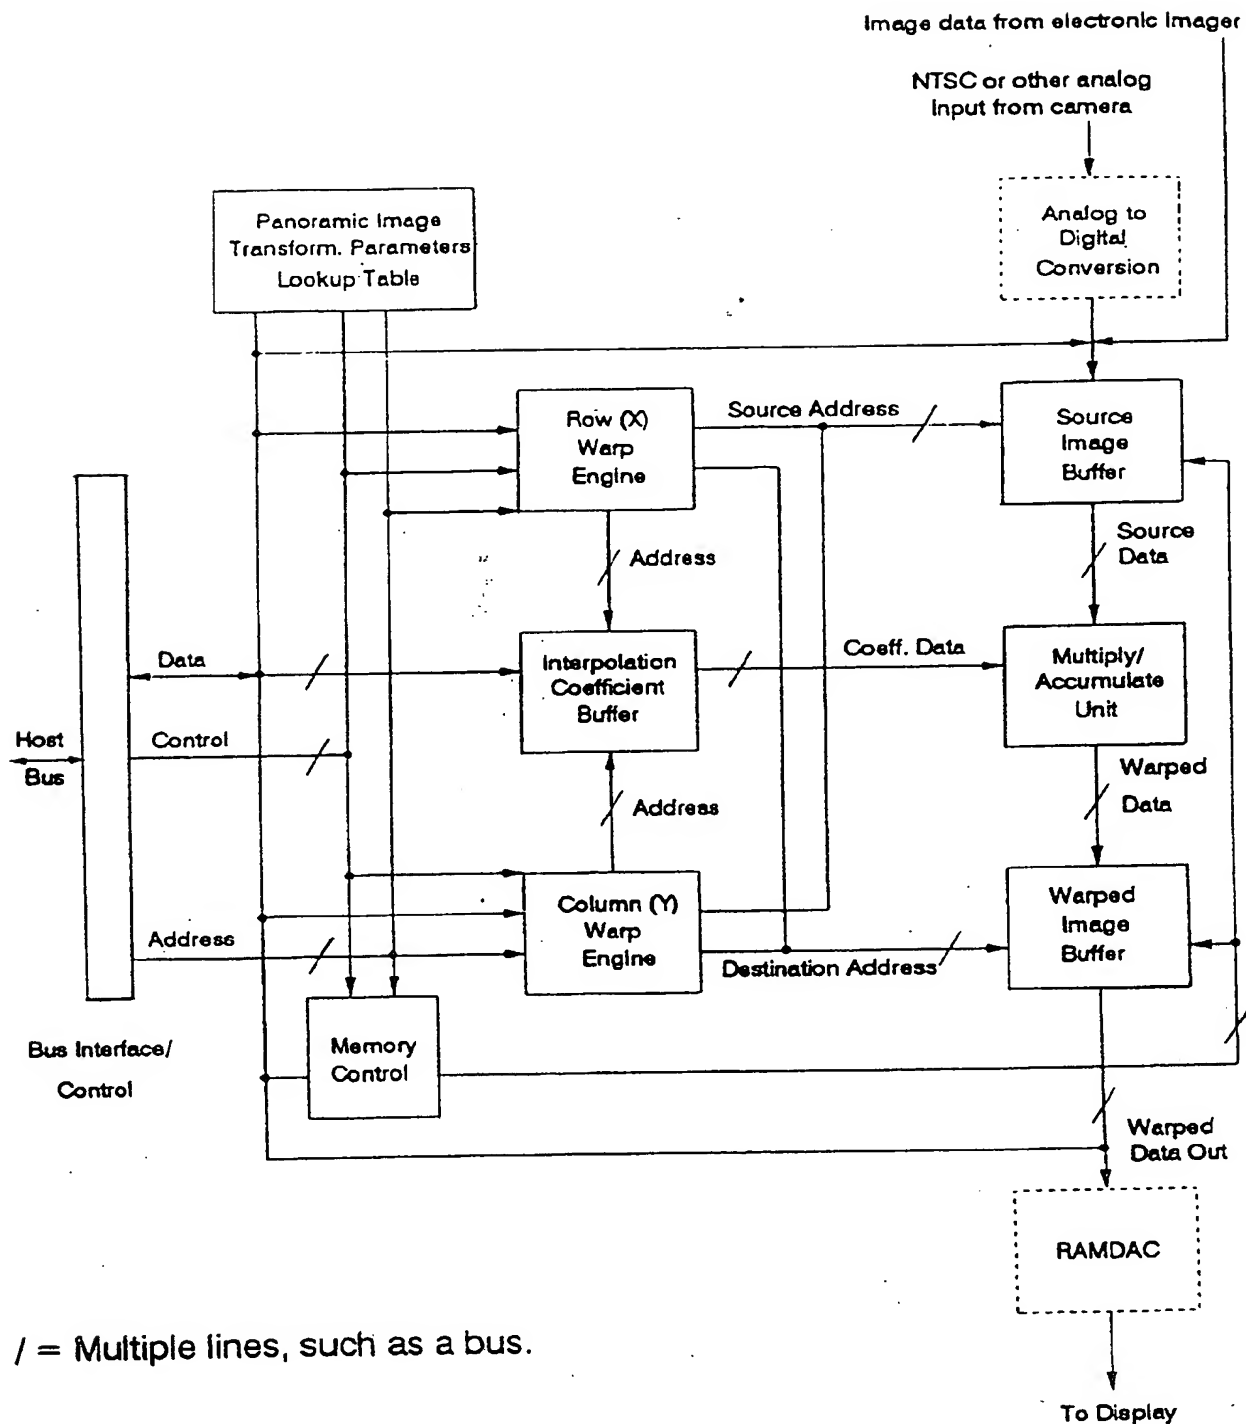 Image data from electronic imager
NTSC or other analog
Input from camera
Analog to
Digital
Conversion
Panoramic Image
Transform. Parameters
Lookup Table
Row (X)
Warp
Engine
Source Address
Source
Image
Buffer
Address
Source
Data
Data
Interpolation
Coefficient
Buffer
Coeff. Data
Multiply/
Accumulate
Unit
Host
Bus
Control
Address
Warped
Data
Address
Column (Y)
Warp
Engine
Destination Address
Warped
Image
Buffer
Bus Interface/
Control
Memory
Control
Warped
Data Out
RAMDAC
/ = Multiple lines, such as a bus.
To Display